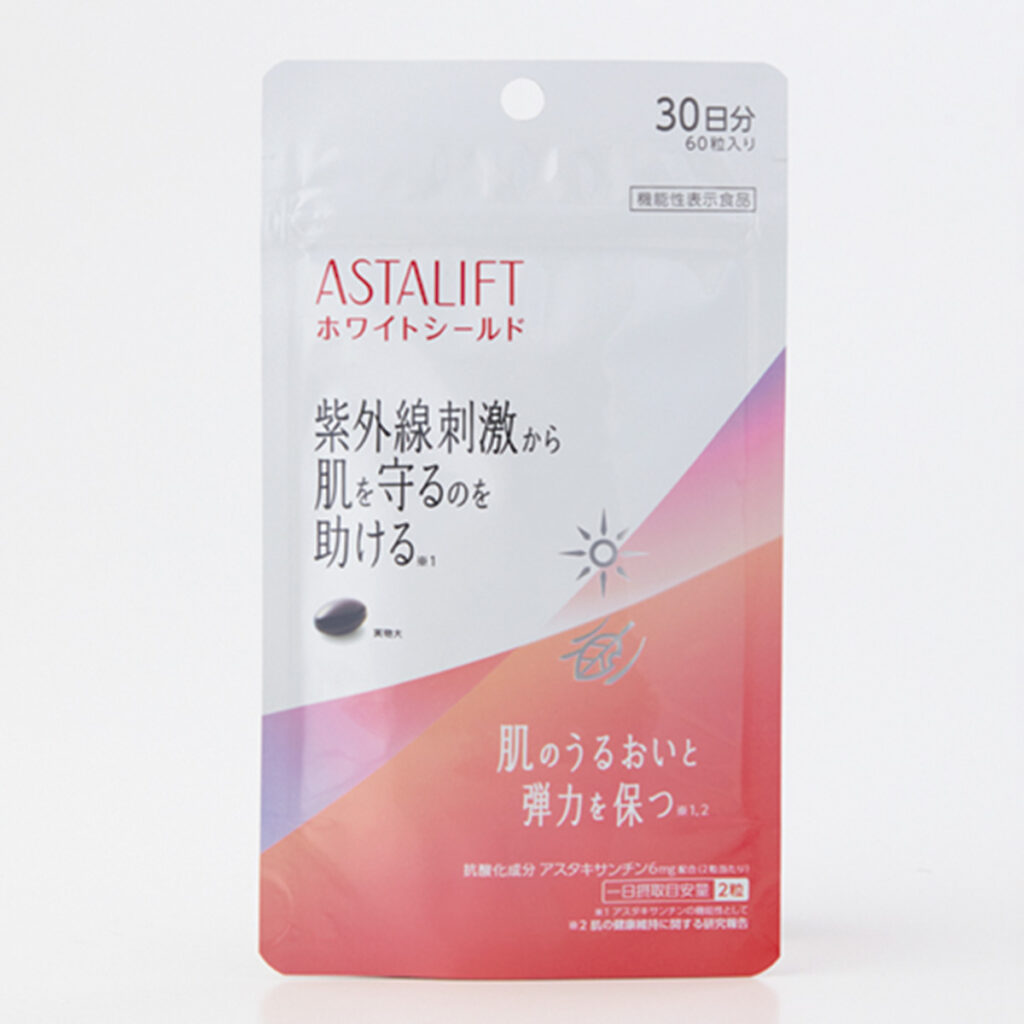 30日分
60粒入り
機能性表示食品
ASTALIFT
ホワイトシールド
紫外線刺激から
肌を守るのを
助ける※1
実物大
肌のうるおいと
弾力を保つ※1,2
抗酸化成分 アスタキサンチン6mg配合(2粒当たり)
一日摂取目安量 2粒
※1 アスタキサンチンの機能性として
※2 肌の健康維持に関する研究報告